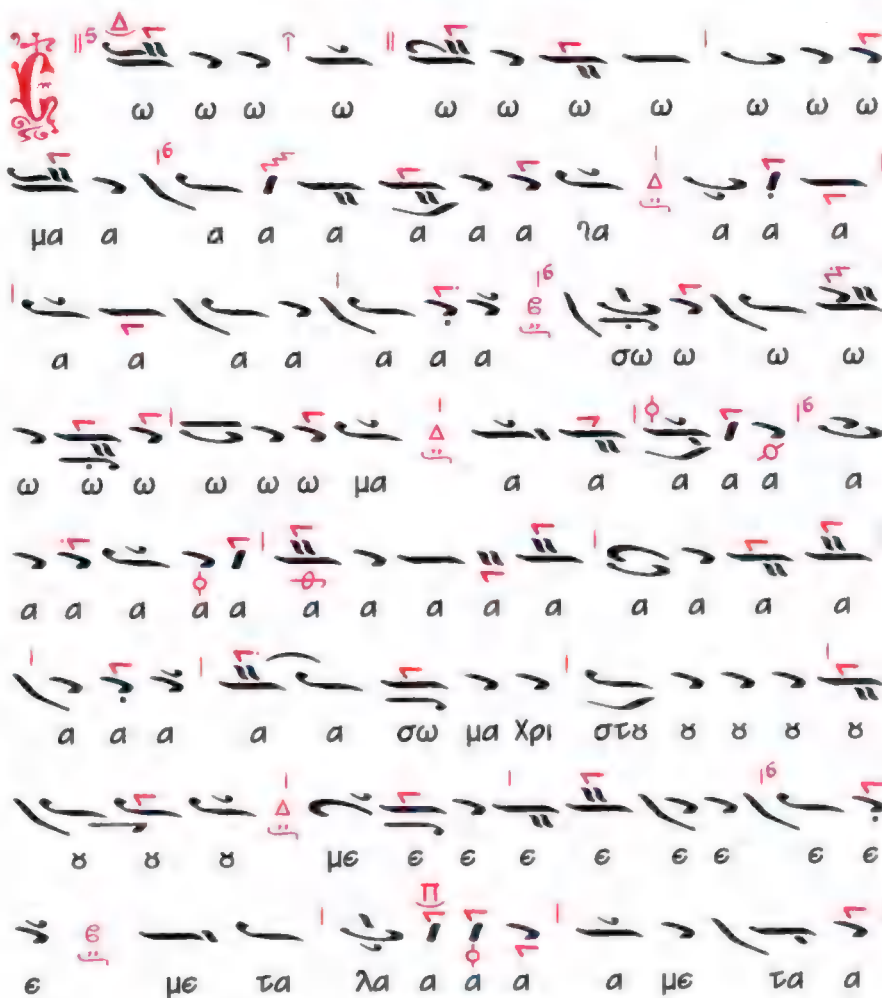 Σ ω ω ω ω ω ω ω ω ω ω ω
μα α α α α α α α γα α α α
α α α α α α α σω ω ω ω
ω ω ω ω ω ω μα α α α α α α
α α α α α α α α α α α α α α
α α α α α σω μα Χρι στȣ ȣ ȣ ȣ ȣ
ȣ ȣ ȣ με ε ε ε ε ε ε ε ε
ε με τα λα α α α α με τα α